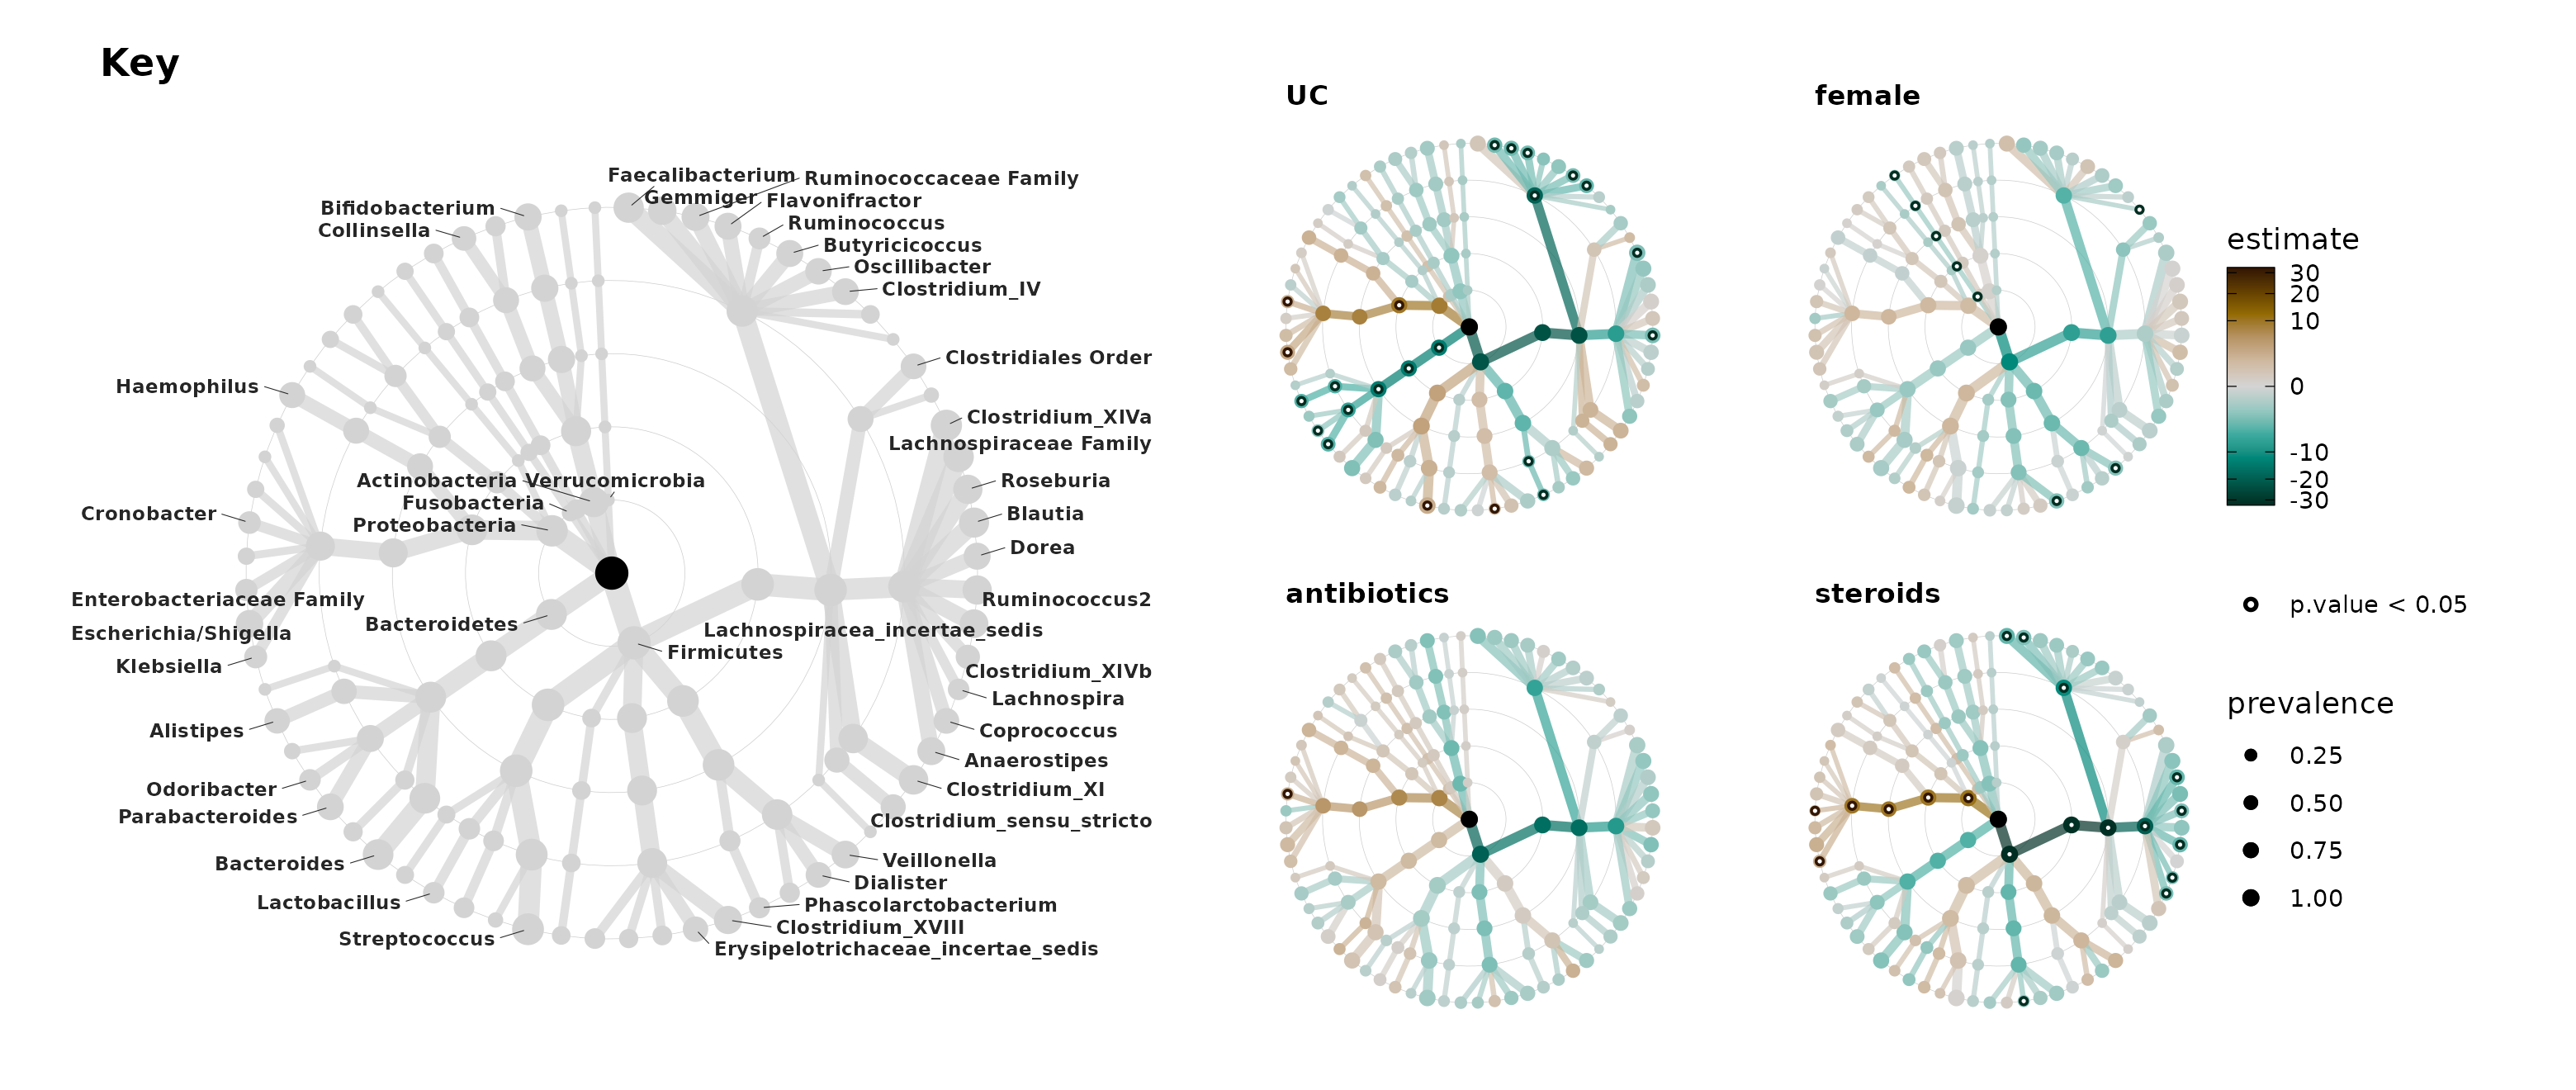 Key
Faecalibacterium
Ruminococcaceae Family
Gemmiger
Flavonifractor
Bifidobacterium
Collinsella
Ruminococcus
Butyricicoccus
Oscillibacter
Clostridium_IV
Clostridiales Order
Haemophilus
Clostridium_XIVa
Lachnospiraceae Family
Actinobacteria
Verrucomicrobia
Roseburia
Fusobacteria
Cronobacter
Blautia
Proteobacteria
Dorea
Enterobacteriaceae Family
Ruminococcus2
Bacteroidetes
Escherichia/Shigella
Lachnospiracea_incertae_sedis
Firmicutes
Klebsiella
Clostridium_XIVb
Lachnospira
Alistipes
Coprococcus
Anaerostipes
Odoribacter
Clostridium_XI
Parabacteroides
Clostridium_sensu_stricto
Bacteroides
Veillonella
Dialister
Lactobacillus
Phascolarctobacterium
Clostridium_XVIII
Streptococcus
Erysipelotrichaceae_incertae_sedis
UC
female
antibiotics
steroids
estimate
30
20
10
0
-10
-20
-30
p.value < 0.05
prevalence
0.25
0.50
0.75
1.00